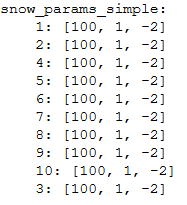 snow_params_simple:
1: [100, 1, -2]
2: [100, 1, -2]
4: [100, 1, -2]
5: [100, 1, -2]
6: [100, 1, -2]
7: [100, 1, -2]
8: [100, 1, -2]
9: [100, 1, -2]
10: [100, 1, -2]
3: [100, 1, -2]